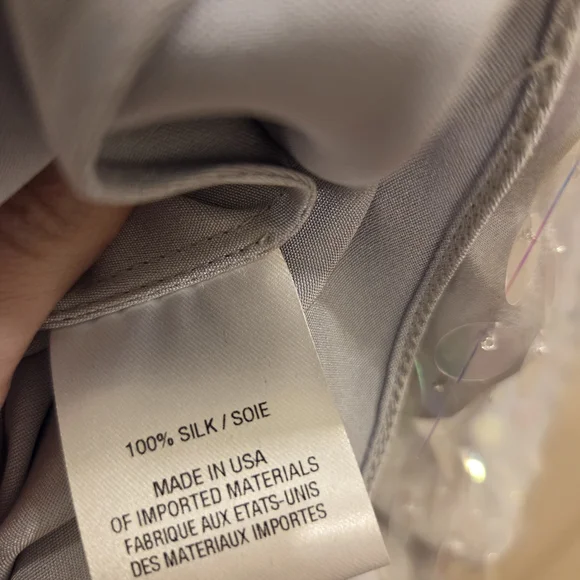 100% SILK / SOIE
MADE IN USA
OF IMPORTED MATERIALS
FABRIQUE AUX ETATS-UNIS
DES MATERIAUX IMPORTES